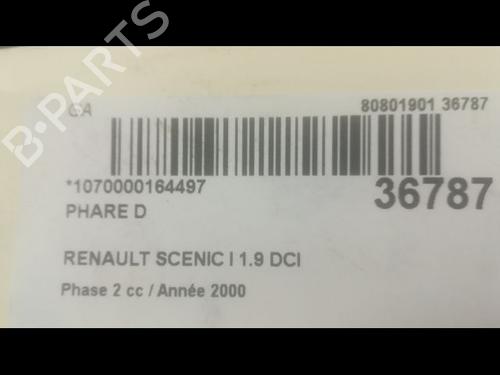 GA
80801901 36787
*1070000164497
36787
PHARE D
RENAULT SCENIC I 1.9 DCI
Phase 2 cc / Année 2000
B-PARTS